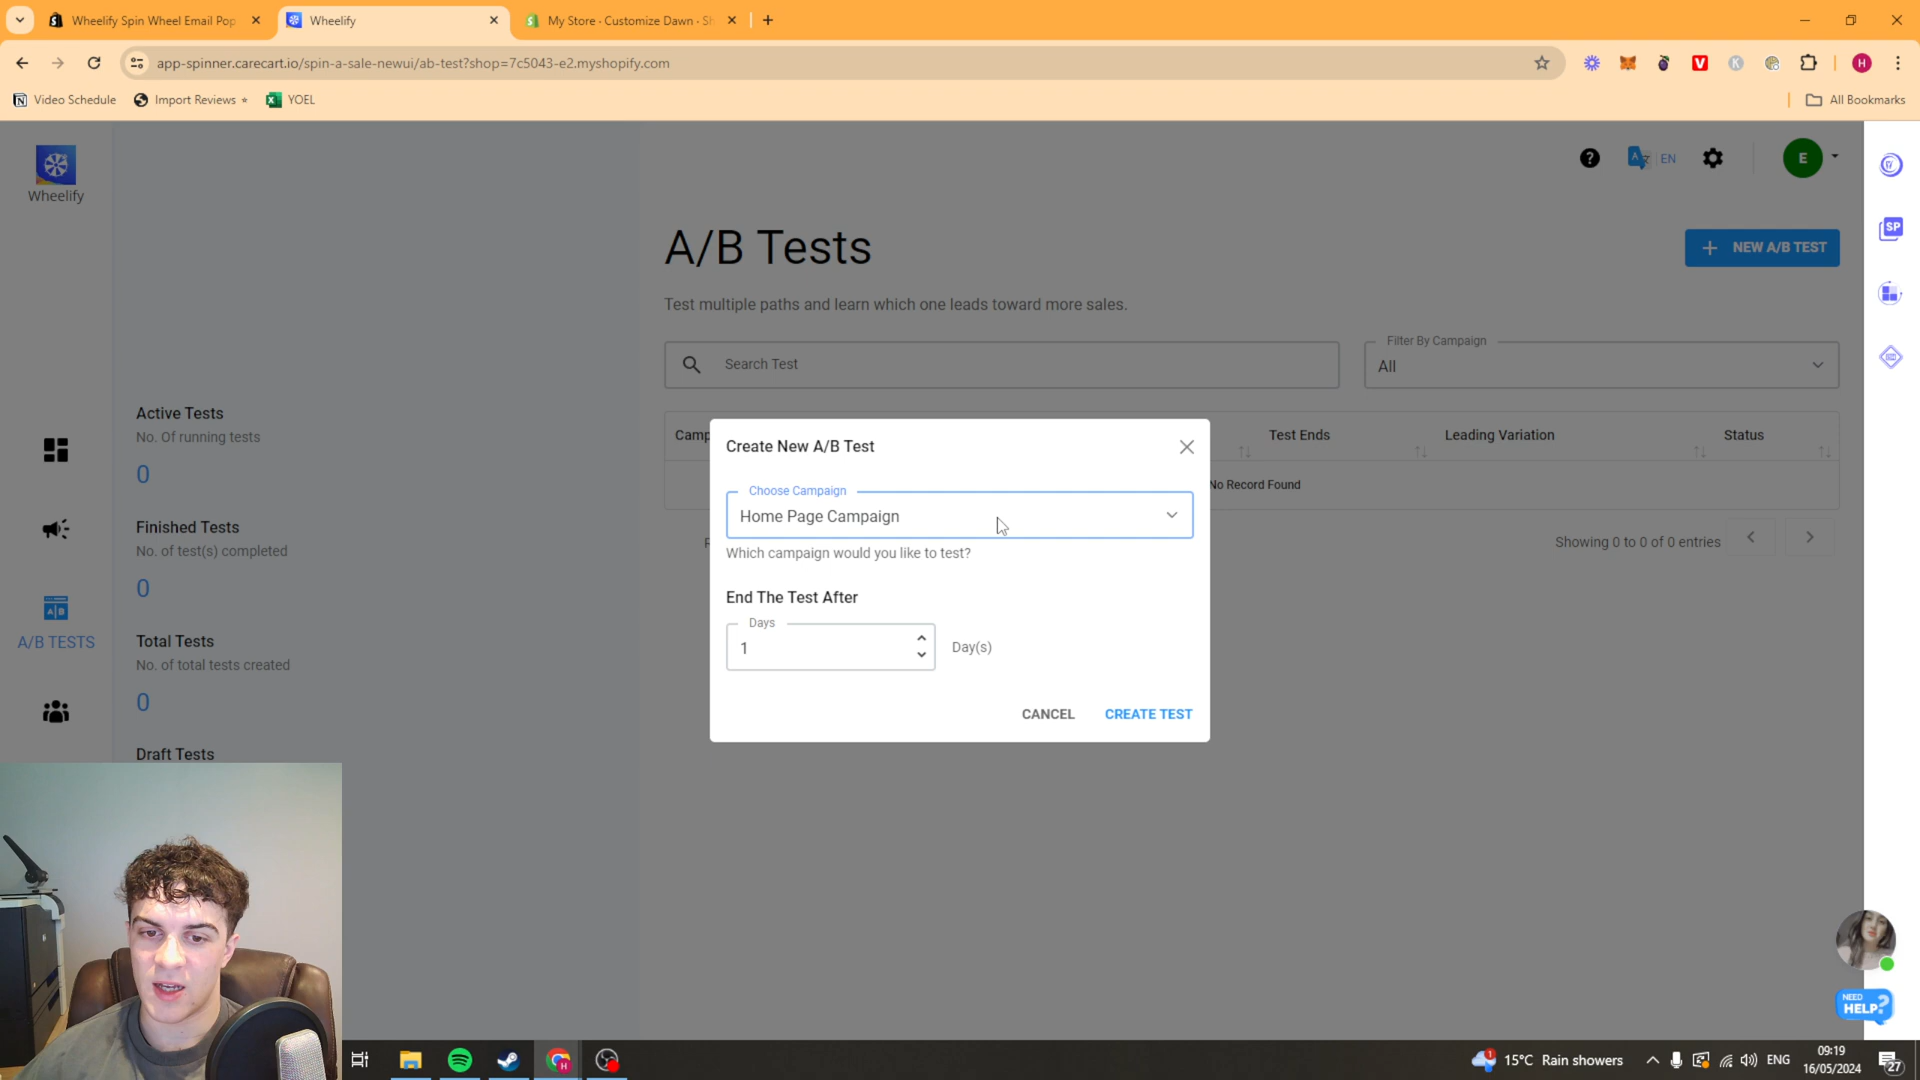 Wheelify Spin Wheel Email Pop
Wheelify
My Store · Customize Dawn · Sh
app-spinner.carecart.io/spin-a-sale-newui/ab-test?shop=7c5043-e2.myshopify.com
H
Video Schedule
Import Reviews
YOEL
All Bookmarks
Wheelify
EN
E
SP
A/B Tests
NEW A/B TEST
Test multiple paths and learn which one leads toward more sales.
Search Test
Filter By Campaign
All
Active Tests
No. Of running tests
0
Finished Tests
No. of test(s) completed
0
A/B TESTS
Total Tests
No. of total tests created
0
Draft Tests
Camp
Test Ends
Leading Variation
Status
No Record Found
Showing 0 to 0 of 0 entries
Create New A/B Test
Choose Campaign
Home Page Campaign
Which campaign would you like to test?
End The Test After
Days
1
Day(s)
CANCEL
CREATE TEST
NEED
HELP?
1
15°C Rain showers
ENG
09:19
16/05/2024
27